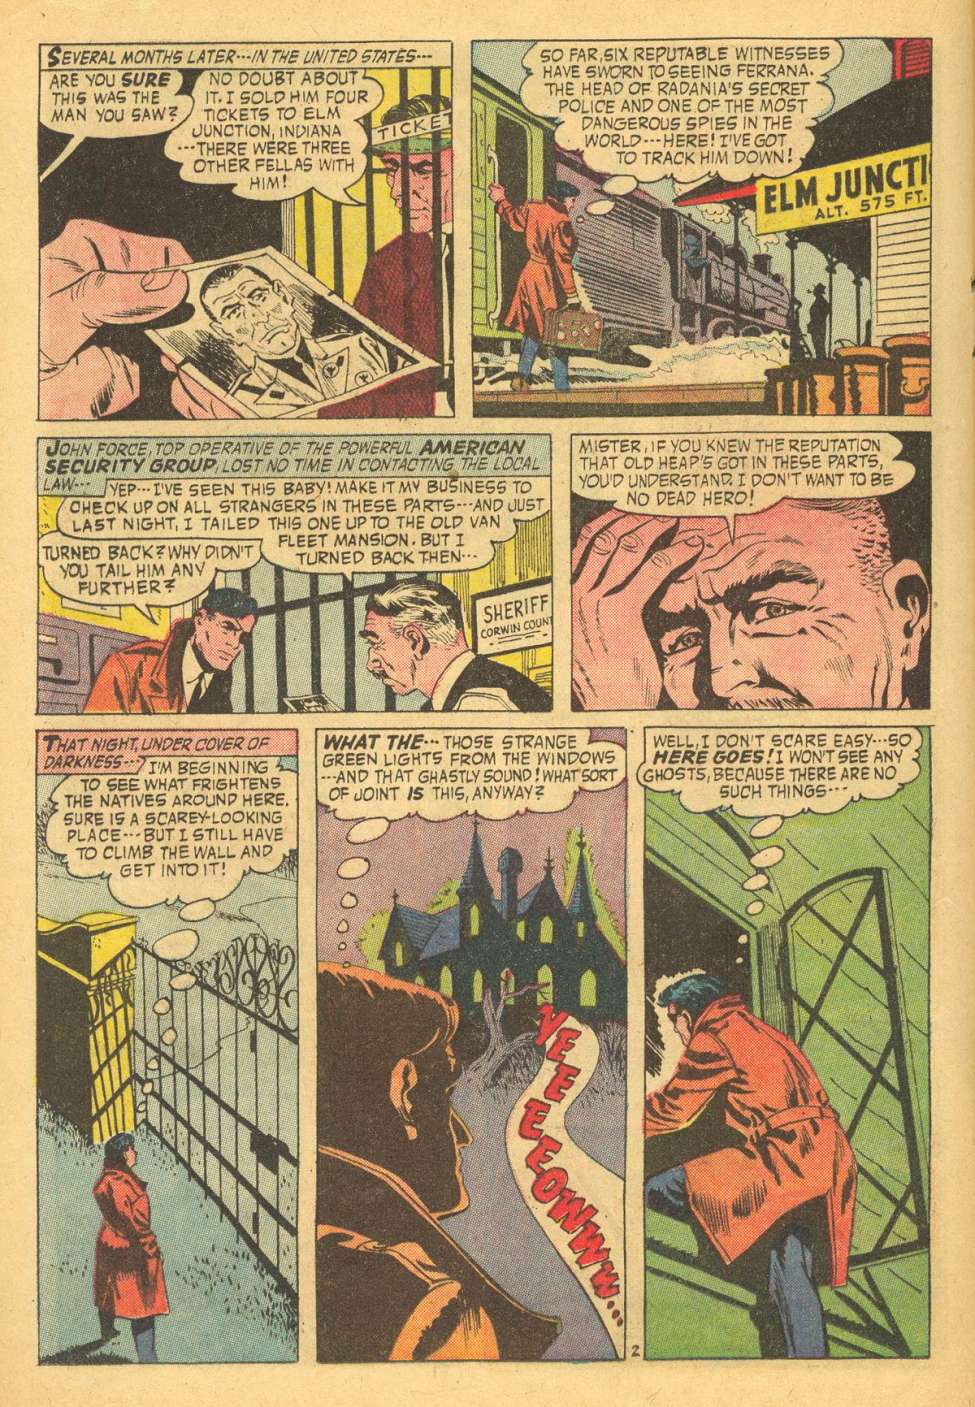 SEVERAL MONTHS LATER---IN THE UNITED STATES---
ARE YOU SURE
THIS WAS THE
MAN YOU SAW?
NO DOUBT ABOUT
IT. I SOLD HIM FOUR
TICKETS TO ELM
JUNCTION, INDIANA
---THERE WERE THREE
OTHER FELLAS WITH
HIM!
TICKET
SO FAR, SIX REPUTABLE WITNESSES
HAVE SWORN TO SEEING FERRANA.
THE HEAD OF RADANIA'S SECRET
POLICE AND ONE OF THE MOST
DANGEROUS SPIES IN THE
WORLD---HERE! I'VE GOT
TO TRACK HIM DOWN!
ELM JUNCTI
ALT. 575 FT.
JOHN FORCE, TOP OPERATIVE OF THE POWERFUL AMERICAN
SECURITY GROUP, LOST NO TIME IN CONTACTING THE LOCAL
LAW---
YEP---I'VE SEEN THIS BABY! MAKE IT MY BUSINESS TO
CHECK UP ON ALL STRANGERS IN THESE PARTS---AND JUST
LAST NIGHT, I TAILED THIS ONE UP TO THE OLD VAN
FLEET MANSION. BUT I
TURNED BACK THEN---
TURNED BACK? WHY DIDN'T
YOU TAIL HIM ANY
FURTHER?
SHERIFF
CORWIN COUNT
MISTER, IF YOU KNEW THE REPUTATION
THAT OLD HEAP'S GOT IN THESE PARTS,
YOU'D UNDERSTAND. I DON'T WANT TO BE
NO DEAD HERO!
THAT NIGHT, UNDER COVER OF
DARKNESS---
I'M BEGINNING
TO SEE WHAT FRIGHTENS
THE NATIVES AROUND HERE.
SURE IS A SCAREY-LOOKING
PLACE---BUT I STILL HAVE
TO CLIMB THE WALL AND
GET INTO IT!
WHAT THE--- THOSE STRANGE
GREEN LIGHTS FROM THE WINDOWS
---AND THAT GHASTLY SOUND! WHAT SORT
OF JOINT IS THIS, ANYWAY?
YEEEEEOWWWW...
WELL, I DON'T SCARE EASY---SO
HERE GOES! I WON'T SEE ANY
GHOSTS, BECAUSE THERE ARE NO
SUCH THINGS---
2